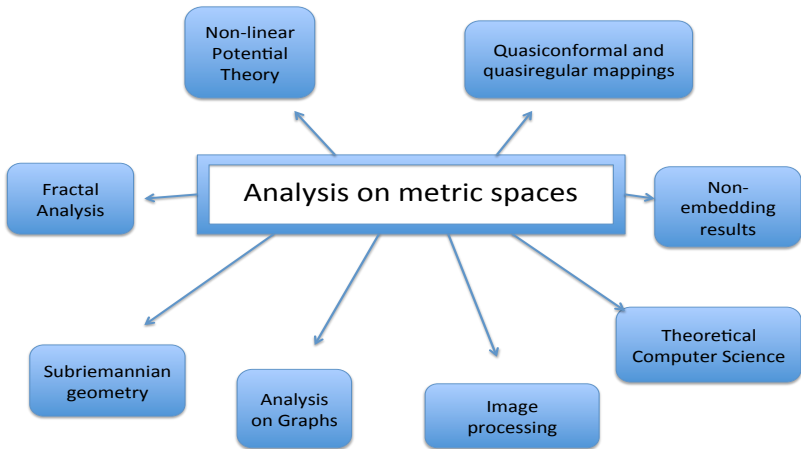 Non-linear
Potential
Theory
Quasiconformal and
quasiregular mappings
Fractal
Analysis
Analysis on metric spaces
Non-
embedding
results
Subriemannian
geometry
Analysis
on Graphs
Image
processing
Theoretical
Computer Science